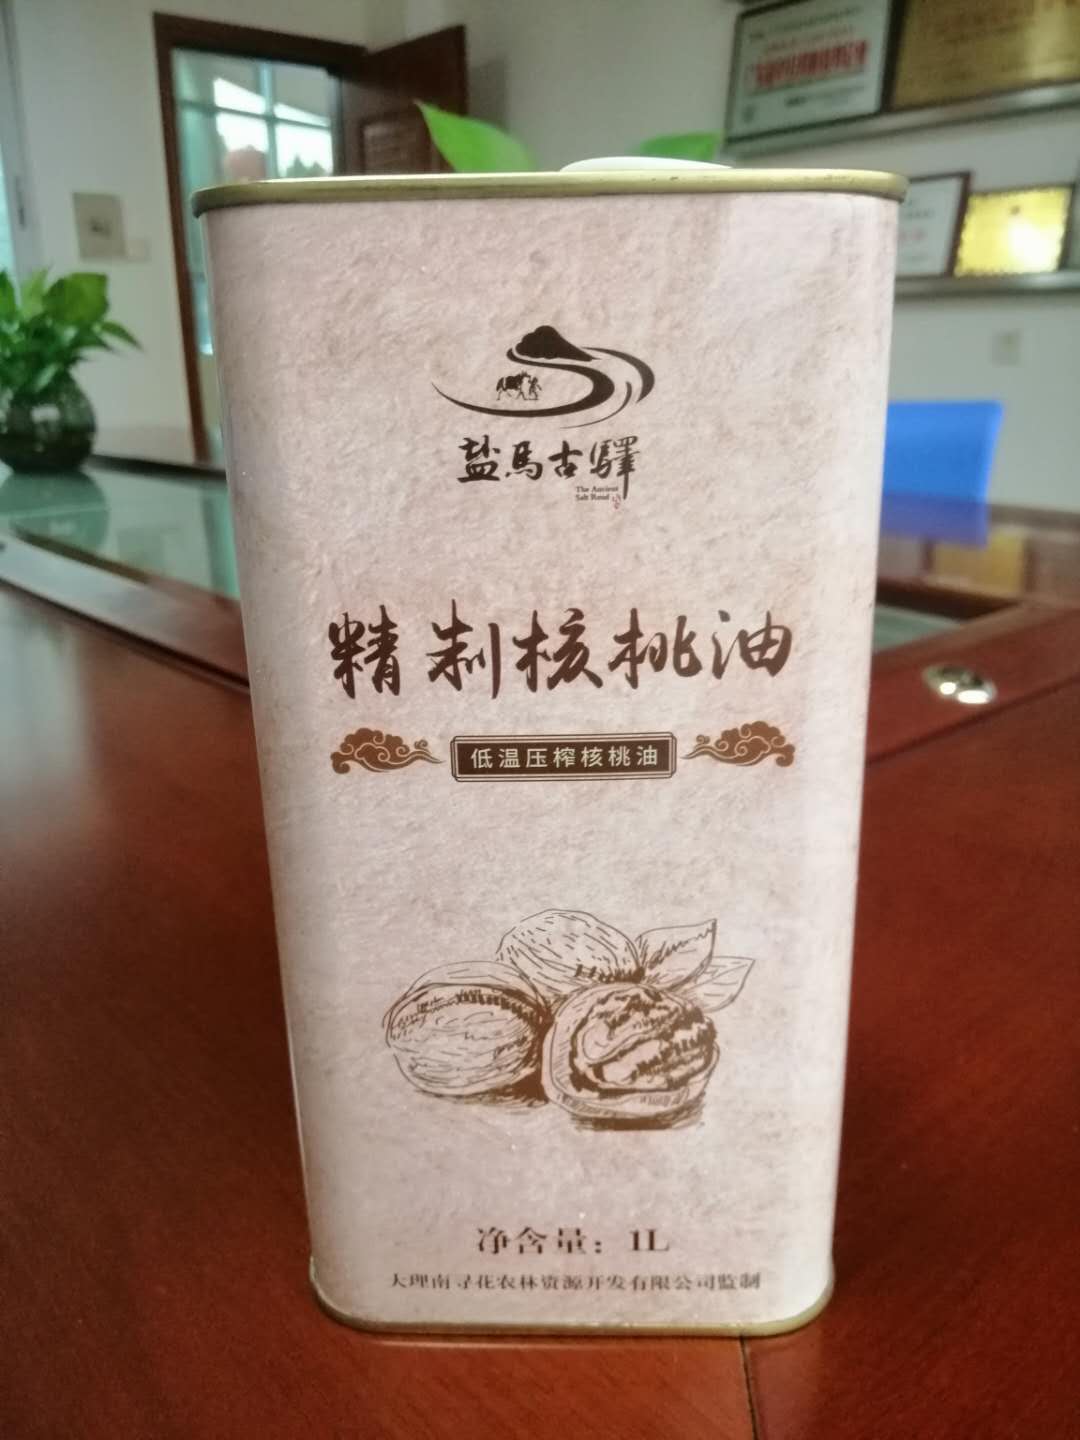 盐馬古驛
The Ancient
Salt Road
精制核桃油
低温压榨核桃油
净含量：1L
大理南寻花农林资源开发有限公司监制